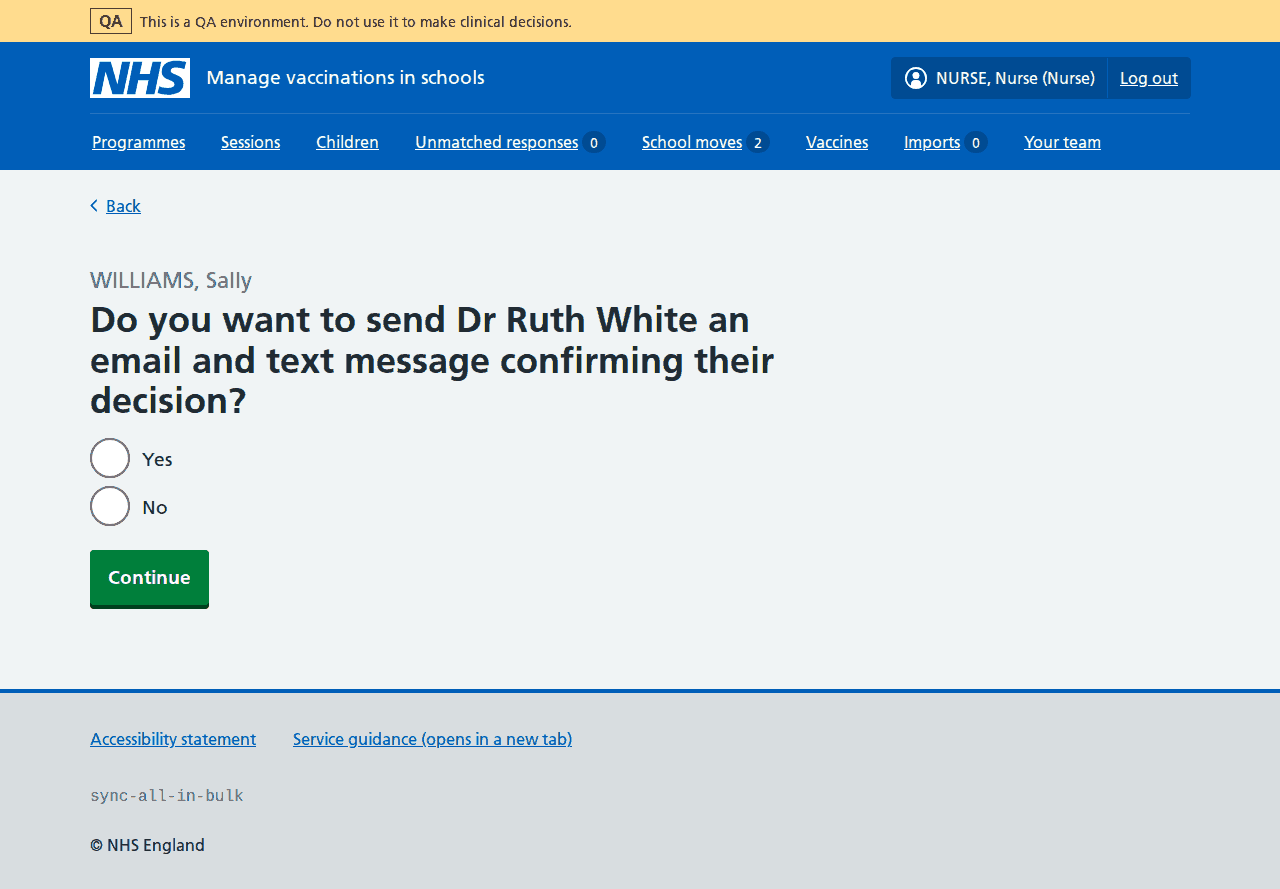 QA This is a QA environment. Do not use it to make clinical decisions.
NHS Manage vaccinations in schools NURSE, Nurse (Nurse) Log out
Programmes Sessions Children Unmatched responses 0 School moves 2 Vaccines Imports 0 Your team
Back
WILLIAMS, Sally
Do you want to send Dr Ruth White an
email and text message confirming their
decision?
Yes
No
Continue
Accessibility statement Service guidance (opens in a new tab)
sync-all-in-bulk
© NHS England